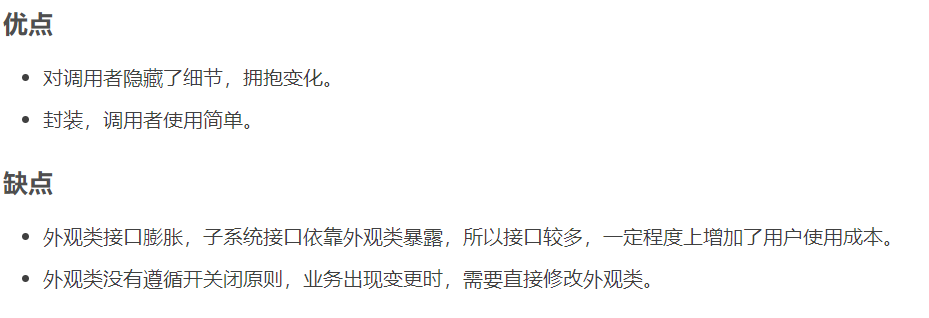 优点
对调用者隐藏了细节，拥抱变化。
封装，调用者使用简单。
缺点
外观类接口膨胀，子系统接口依靠外观类暴露，所以接口较多，一定程度上增加了用户使用成本。
外观类没有遵循开关闭原则，业务出现变更时，需要直接修改外观类。